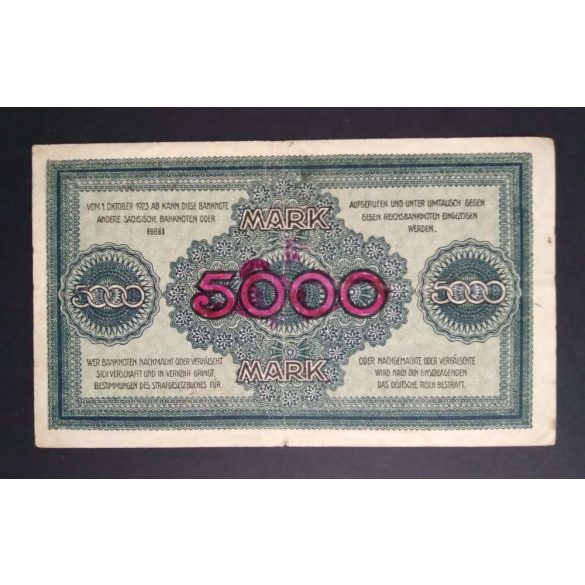 VOM 1. OKTOBER 1923 AB KANN DIESE BANKNOTE
ANDERE SÄCHSISCHE BANKNOTEN ODER
AUFGERUFEN UND UNTER UMTAUSCH GEGEN
GEGEN REICHSBANKNOTEN EINGEZOGEN
WERDEN.
MARK
5000
5000
5000
MARK
WER BANKNOTEN NACHMACHT ODER VERFÄLSCHT
SICH VERSCHAFFT UND IN VERKEHR BRINGT,
BESTIMMUNGEN DES STRAFGESETZBUCHES FÜR
ODER NACHGEMACHTE ODER VERFÄLSCHTE
WIRD NACH DEN EINSCHLAGENDEN
DAS DEUTSCHE REICH BESTRAFT.